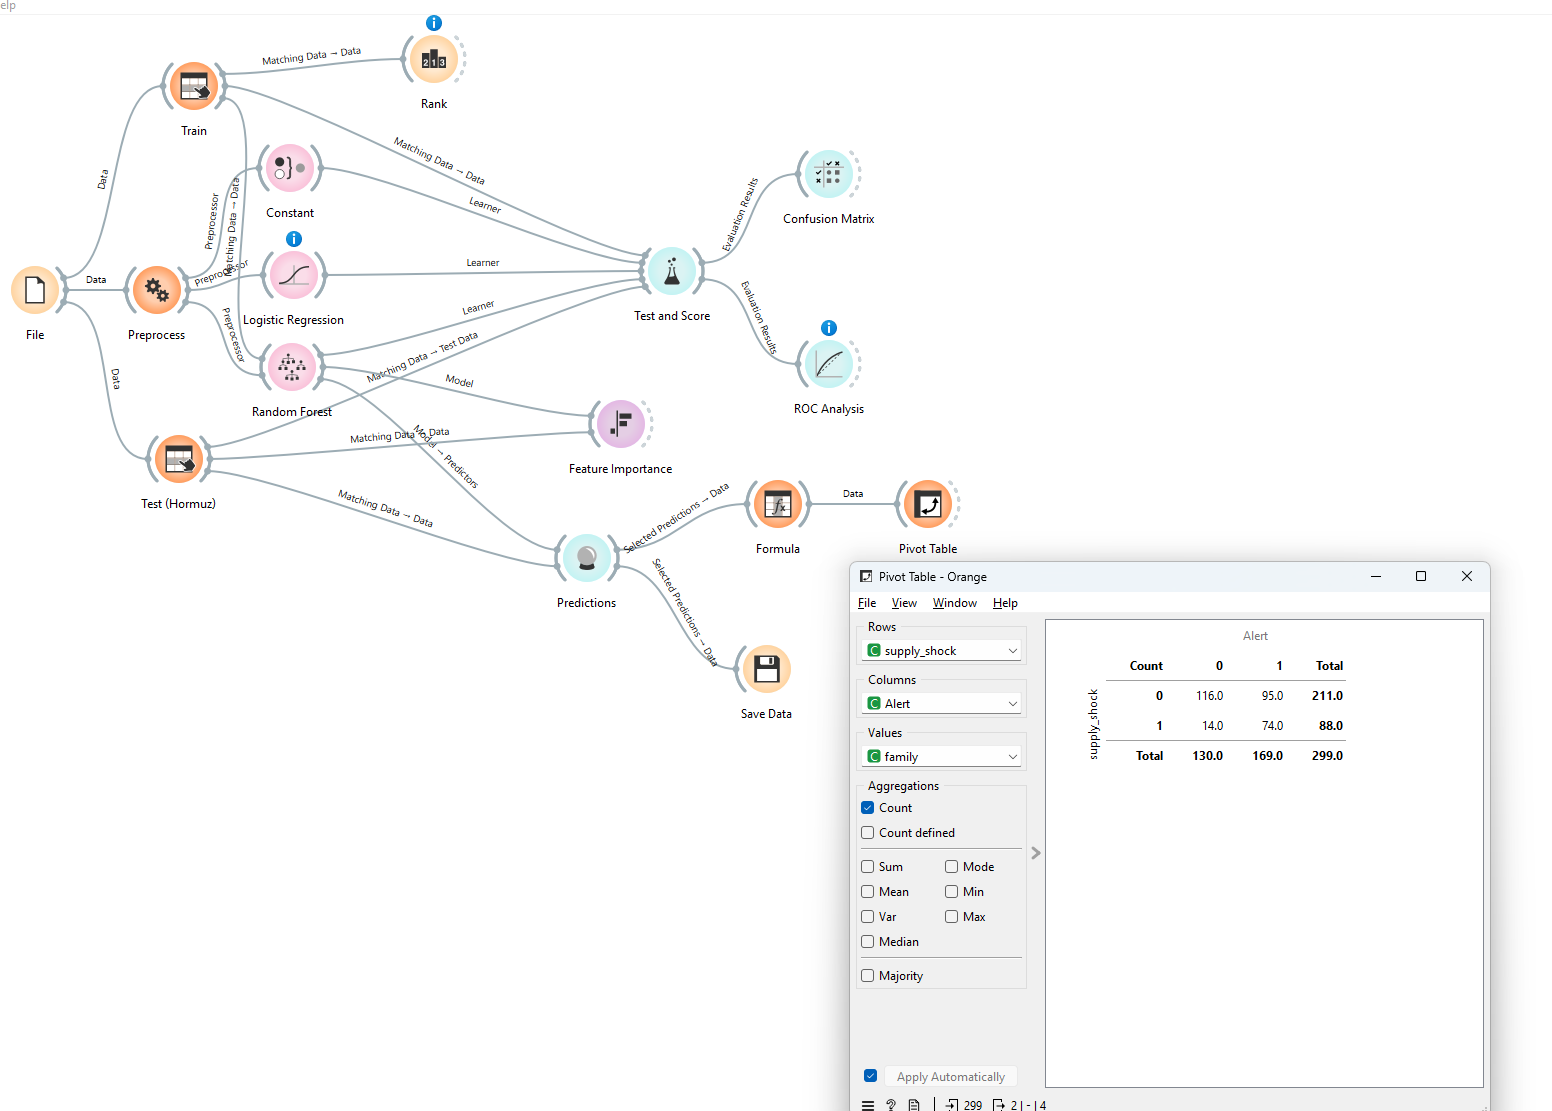 elp
Matching Data → Data
Rank
Train
Data
Matching Data → Data
Constant
Learner
Preprocessor
Matching Data → Data
Evaluation Results
Confusion Matrix
Data
Preprocessor
Logistic Regression
Learner
File
Preprocess
Preprocessor
Test and Score
Learner
Evaluation Results
Data
Matching Data → Test Data
Random Forest
Model
ROC Analysis
Matching Data → Data
Model → Predictors
Feature Importance
Test (Hormuz)
Matching Data → Data
Selected Predictions → Data
Data
Formula
Pivot Table
Predictions
Selected Predictions → Data
Save Data
Pivot Table - Orange
File View Window Help
Rows
C supply_shock
Columns
C Alert
Values
C family
Aggregations
Count
Count defined
Sum Mode
Mean Min
Var Max
Median
Majority
Apply Automatically
299 2 | - | 4
Alert
Count 0 1 Total
supply_shock
0 116.0 95.0 211.0
1 14.0 74.0 88.0
Total 130.0 169.0 299.0